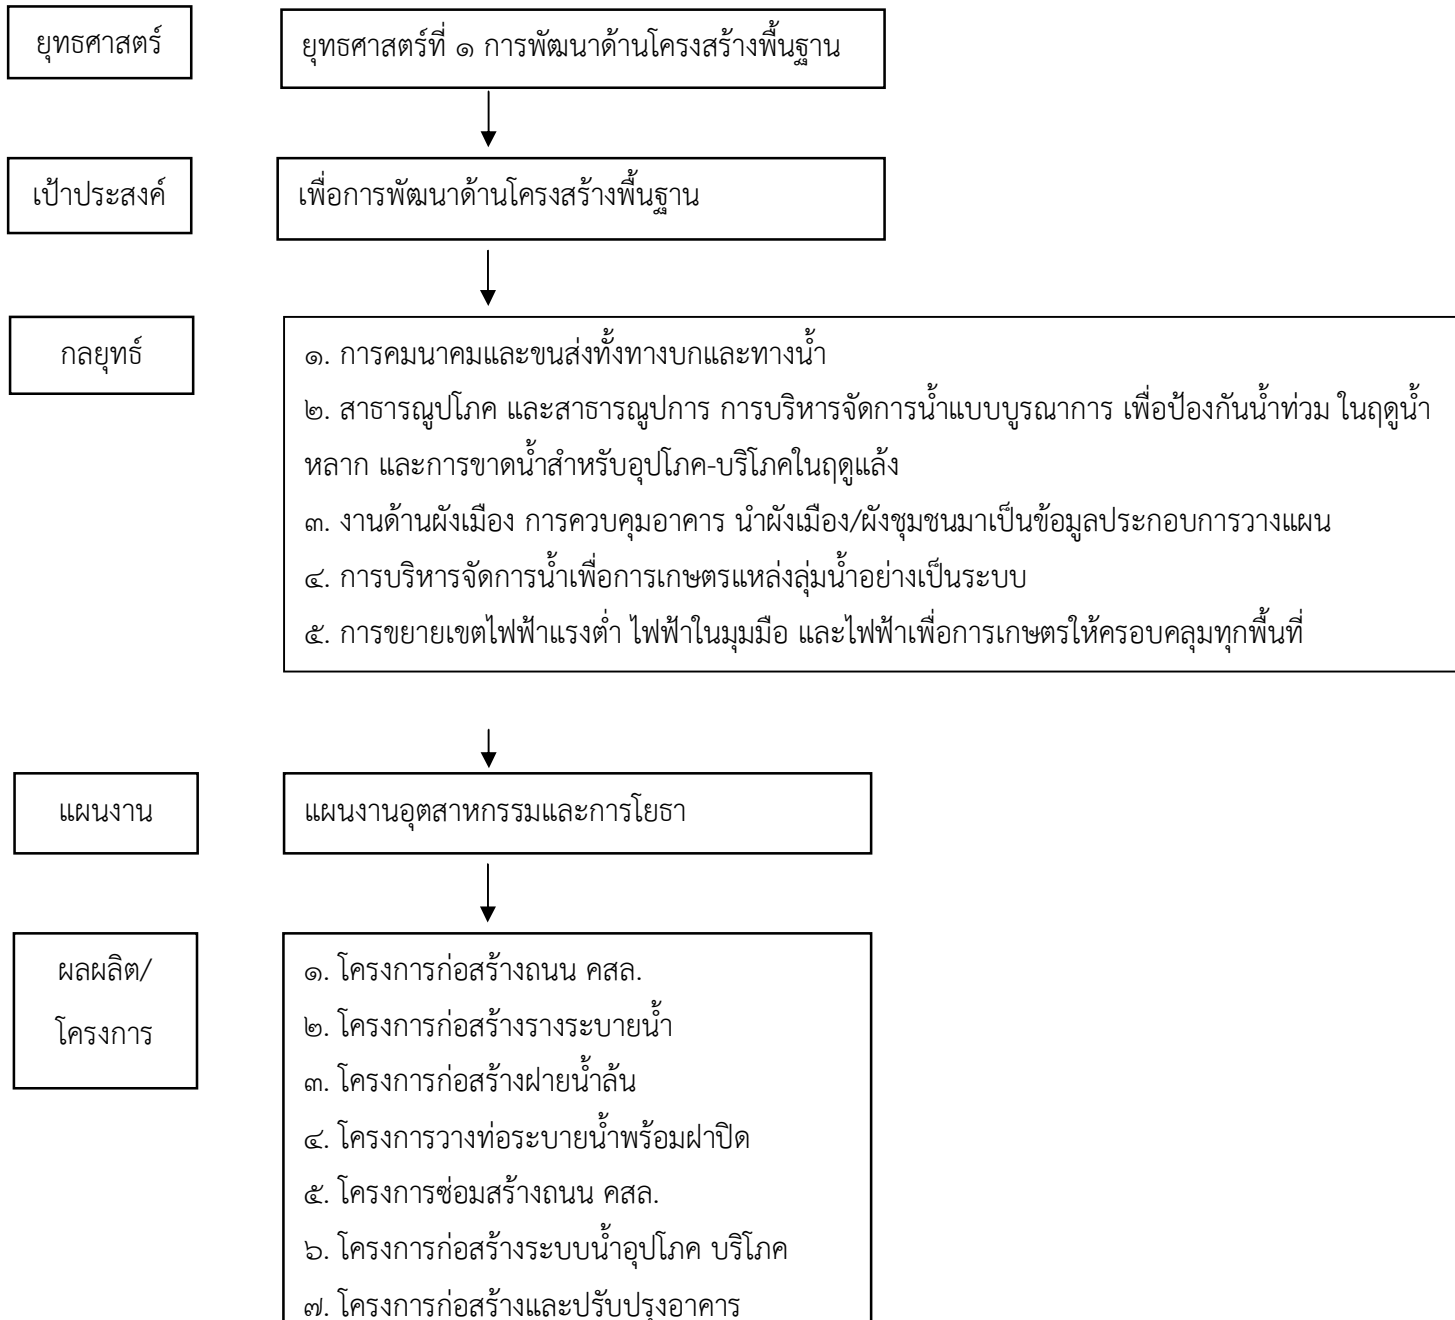 ยุทธศาสตร์
ยุทธศาสตร์ที่ ๑ การพัฒนาด้านโครงสร้างพื้นฐาน
เป้าประสงค์
เพื่อการพัฒนาด้านโครงสร้างพื้นฐาน
กลยุทธ์
๑. การคมนาคมและขนส่งทั้งทางบกและทางน้ำ
๒. สาธารณูปโภค และสาธารณูปการ การบริหารจัดการน้ำแบบบูรณาการ เพื่อป้องกันน้ำท่วม ในฤดูน้ำ
หลาก และการขาดน้ำสำหรับอุปโภค-บริโภคในฤดูแล้ง
๓. งานด้านผังเมือง การควบคุมอาคาร นำผังเมือง/ผังชุมชนมาเป็นข้อมูลประกอบการวางแผน
๔. การบริหารจัดการน้ำเพื่อการเกษตรแหล่งลุ่มน้ำอย่างเป็นระบบ
๕. การขยายเขตไฟฟ้าแรงต่ำ ไฟฟ้าในมุมมือ และไฟฟ้าเพื่อการเกษตรให้ครอบคลุมทุกพื้นที่
แผนงาน
แผนงานอุตสาหกรรมและการโยธา
ผลผลิต/
โครงการ
๑. โครงการก่อสร้างถนน คสล.
๒. โครงการก่อสร้างรางระบายน้ำ
๓. โครงการก่อสร้างฝายน้ำล้น
๔. โครงการวางท่อระบายน้ำพร้อมฝาปิด
๕. โครงการซ่อมสร้างถนน คสล.
๖. โครงการก่อสร้างระบบน้ำอุปโภค บริโภค
๗. โครงการก่อสร้างและปรับปรุงอาคาร